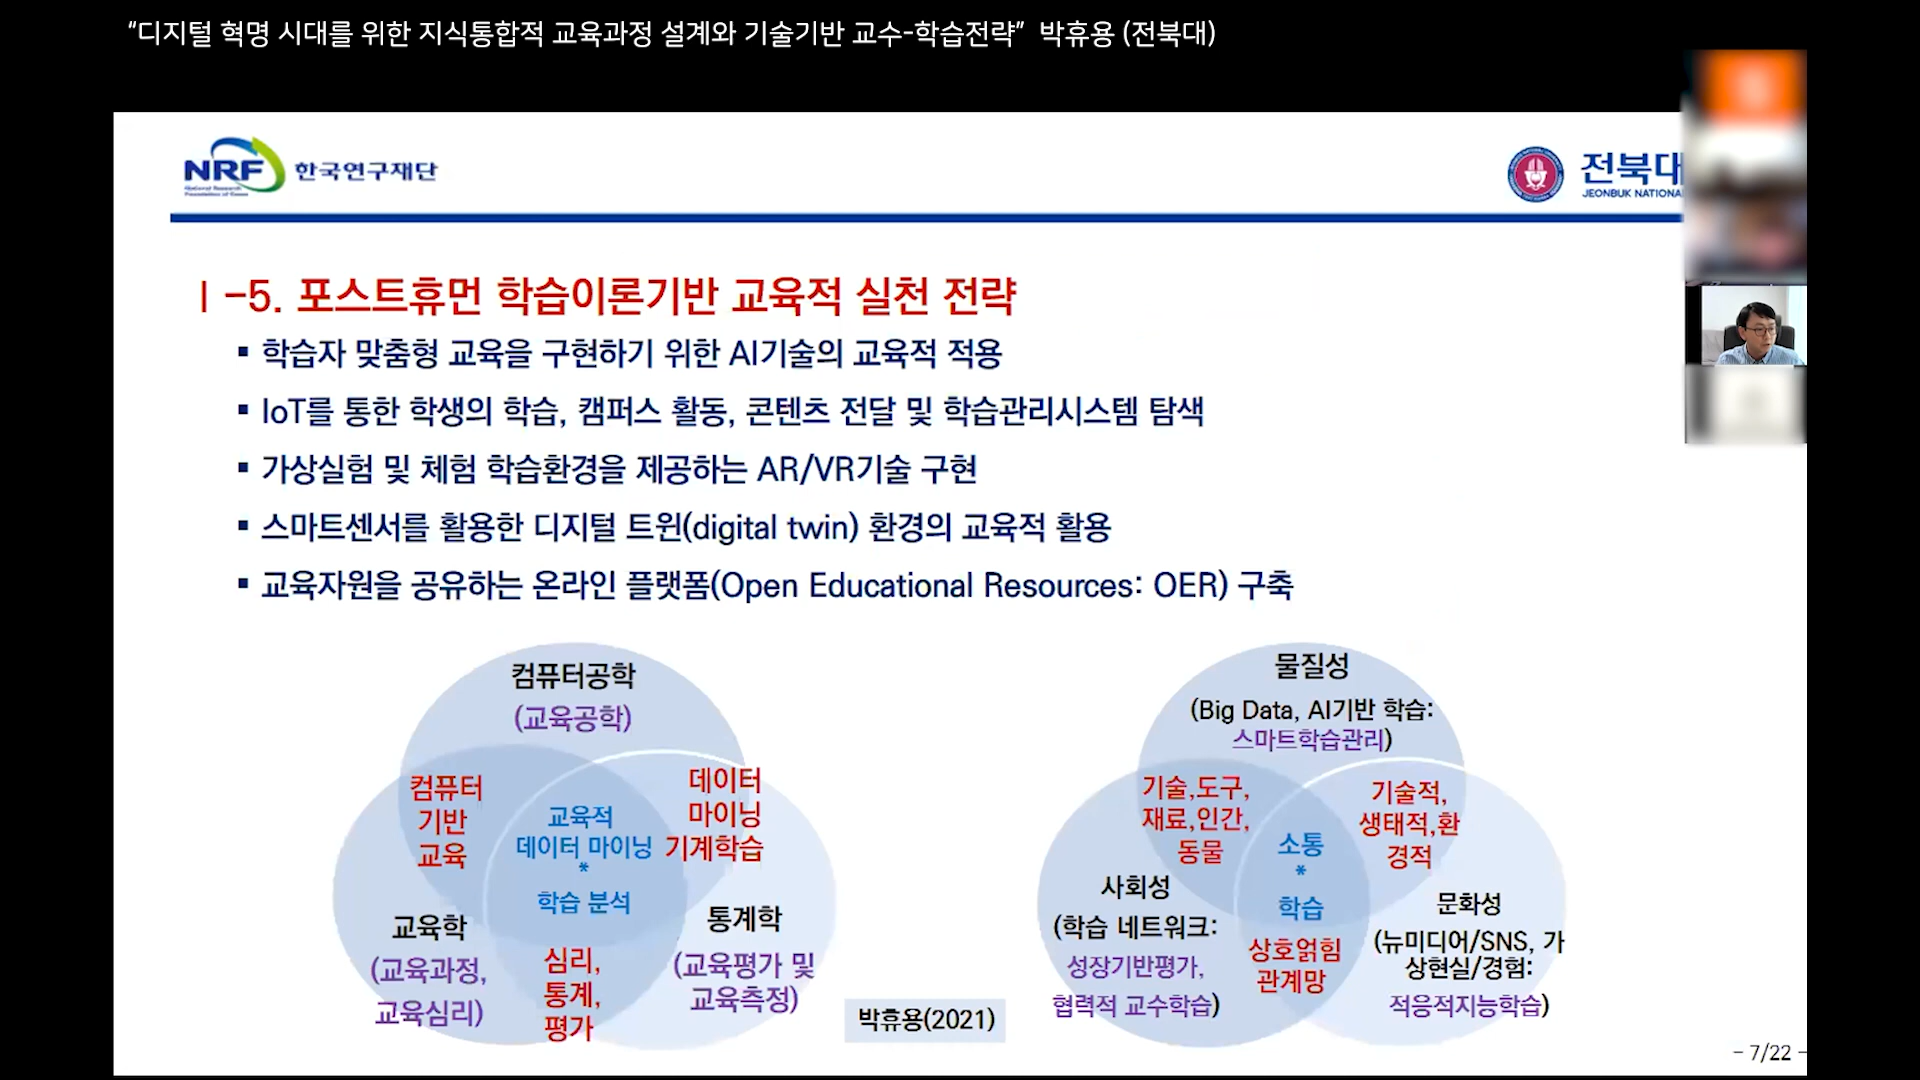 “디지털 혁명 시대를 위한 지식통합적 교육과정 설계와 기술기반 교수-학습전략” 박휴용 (전북대)
NRF 한국연구재단
National Research
Foundation of Korea
전북대
JEONBUK NATIONAL
Ⅰ-5. 포스트휴먼 학습이론기반 교육적 실천 전략
▪ 학습자 맞춤형 교육을 구현하기 위한 AI기술의 교육적 적용
▪ IoT를 통한 학생의 학습, 캠퍼스 활동, 콘텐츠 전달 및 학습관리시스템 탐색
▪ 가상실험 및 체험 학습환경을 제공하는 AR/VR기술 구현
▪ 스마트센서를 활용한 디지털 트윈(digital twin) 환경의 교육적 활용
▪ 교육자원을 공유하는 온라인 플랫폼(Open Educational Resources: OER) 구축
컴퓨터공학
(교육공학)
컴퓨터
기반
교육
데이터
마이닝
기계학습
교육적
데이터 마이닝
*
학습 분석
교육학
(교육과정,
교육심리)
심리,
통계,
평가
통계학
(교육평가 및
교육측정)
박휴용(2021)
물질성
(Big Data, AI기반 학습:
스마트학습관리)
기술,도구,
재료,인간,
동물
기술적,
생태적,환
경적
소통
*
학습
사회성
(학습 네트워크:
성장기반평가,
협력적 교수학습)
상호얽힘
관계망
문화성
(뉴미디어/SNS, 가
상현실/경험:
적응적지능학습)
- 7/22 -